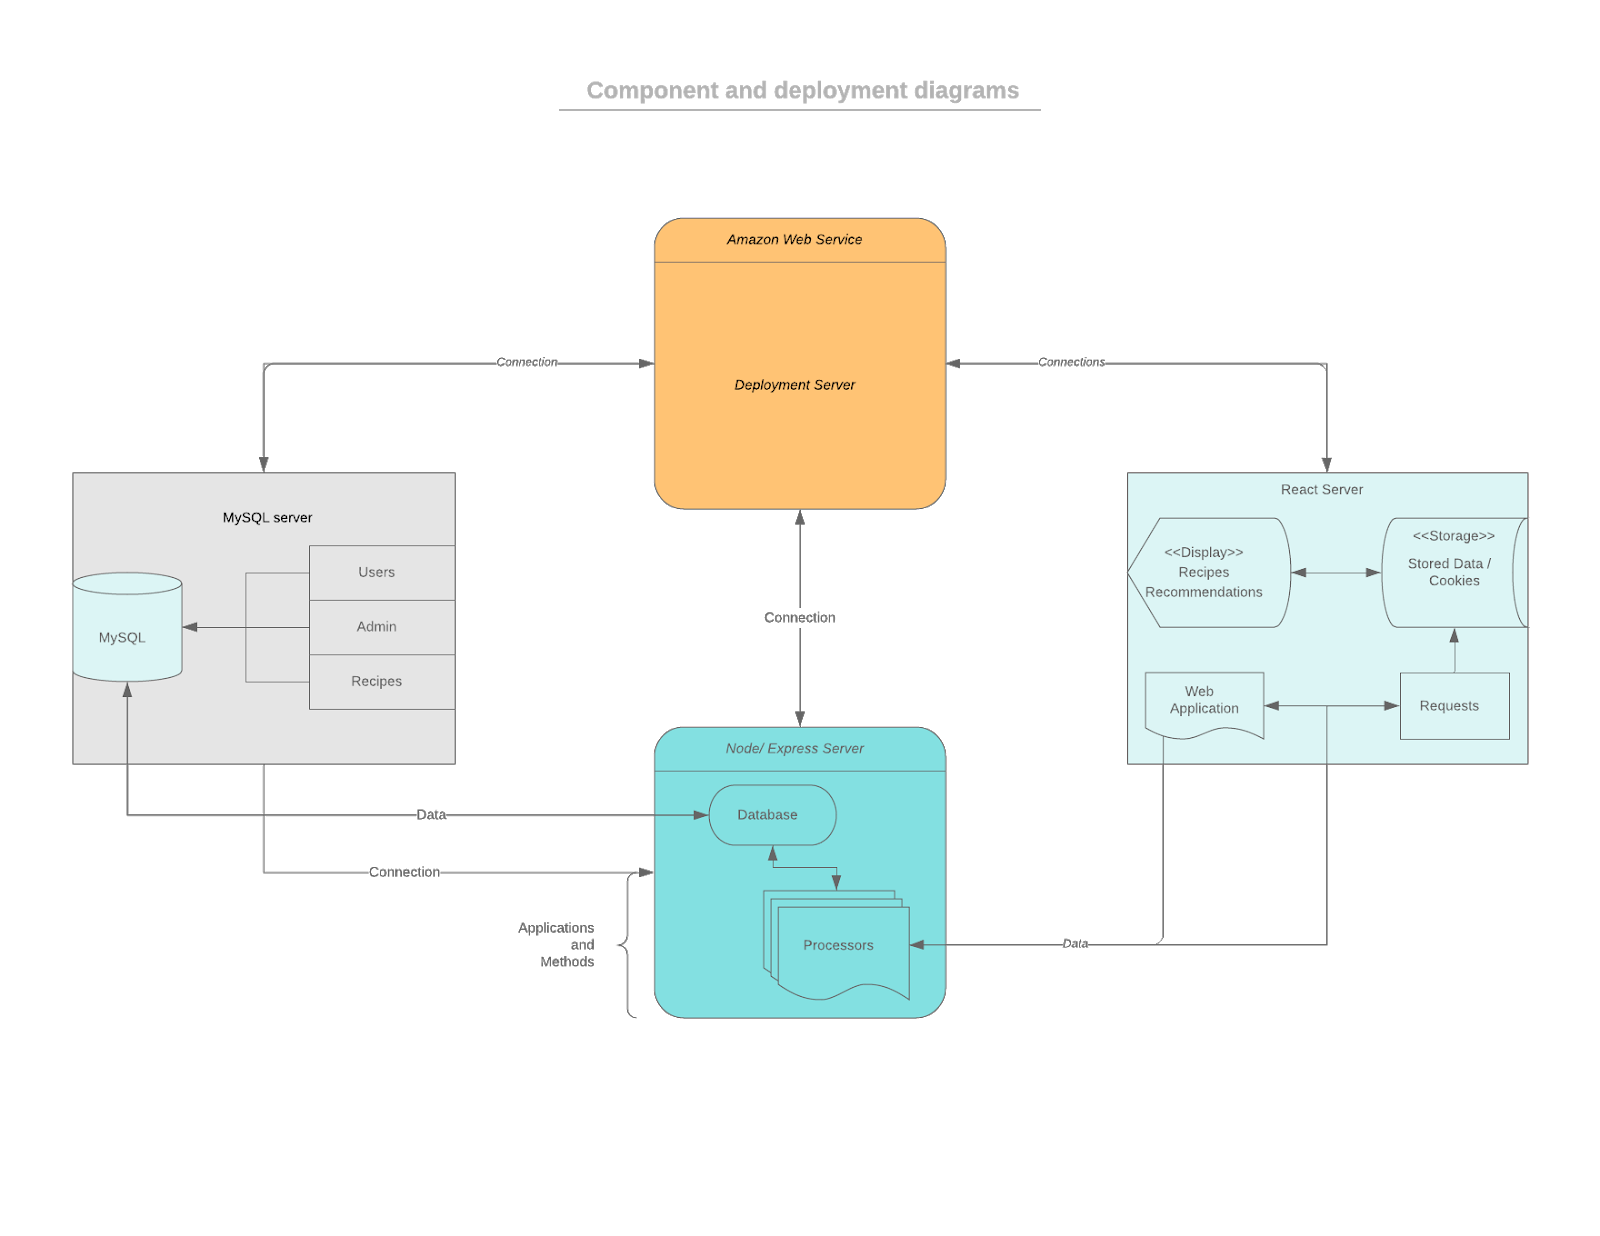 Component and deployment diagrams
Amazon Web Service
Deployment Server
Connection
Connections
MySQL server
Users
Admin
Recipes
MySQL
Connection
React Server
<<Display>>
Recipes
Recommendations
<<Storage>>
Stored Data /
Cookies
Web
Application
Requests
Node/ Express Server
Database
Processors
Data
Connection
Applications
and
Methods
Data